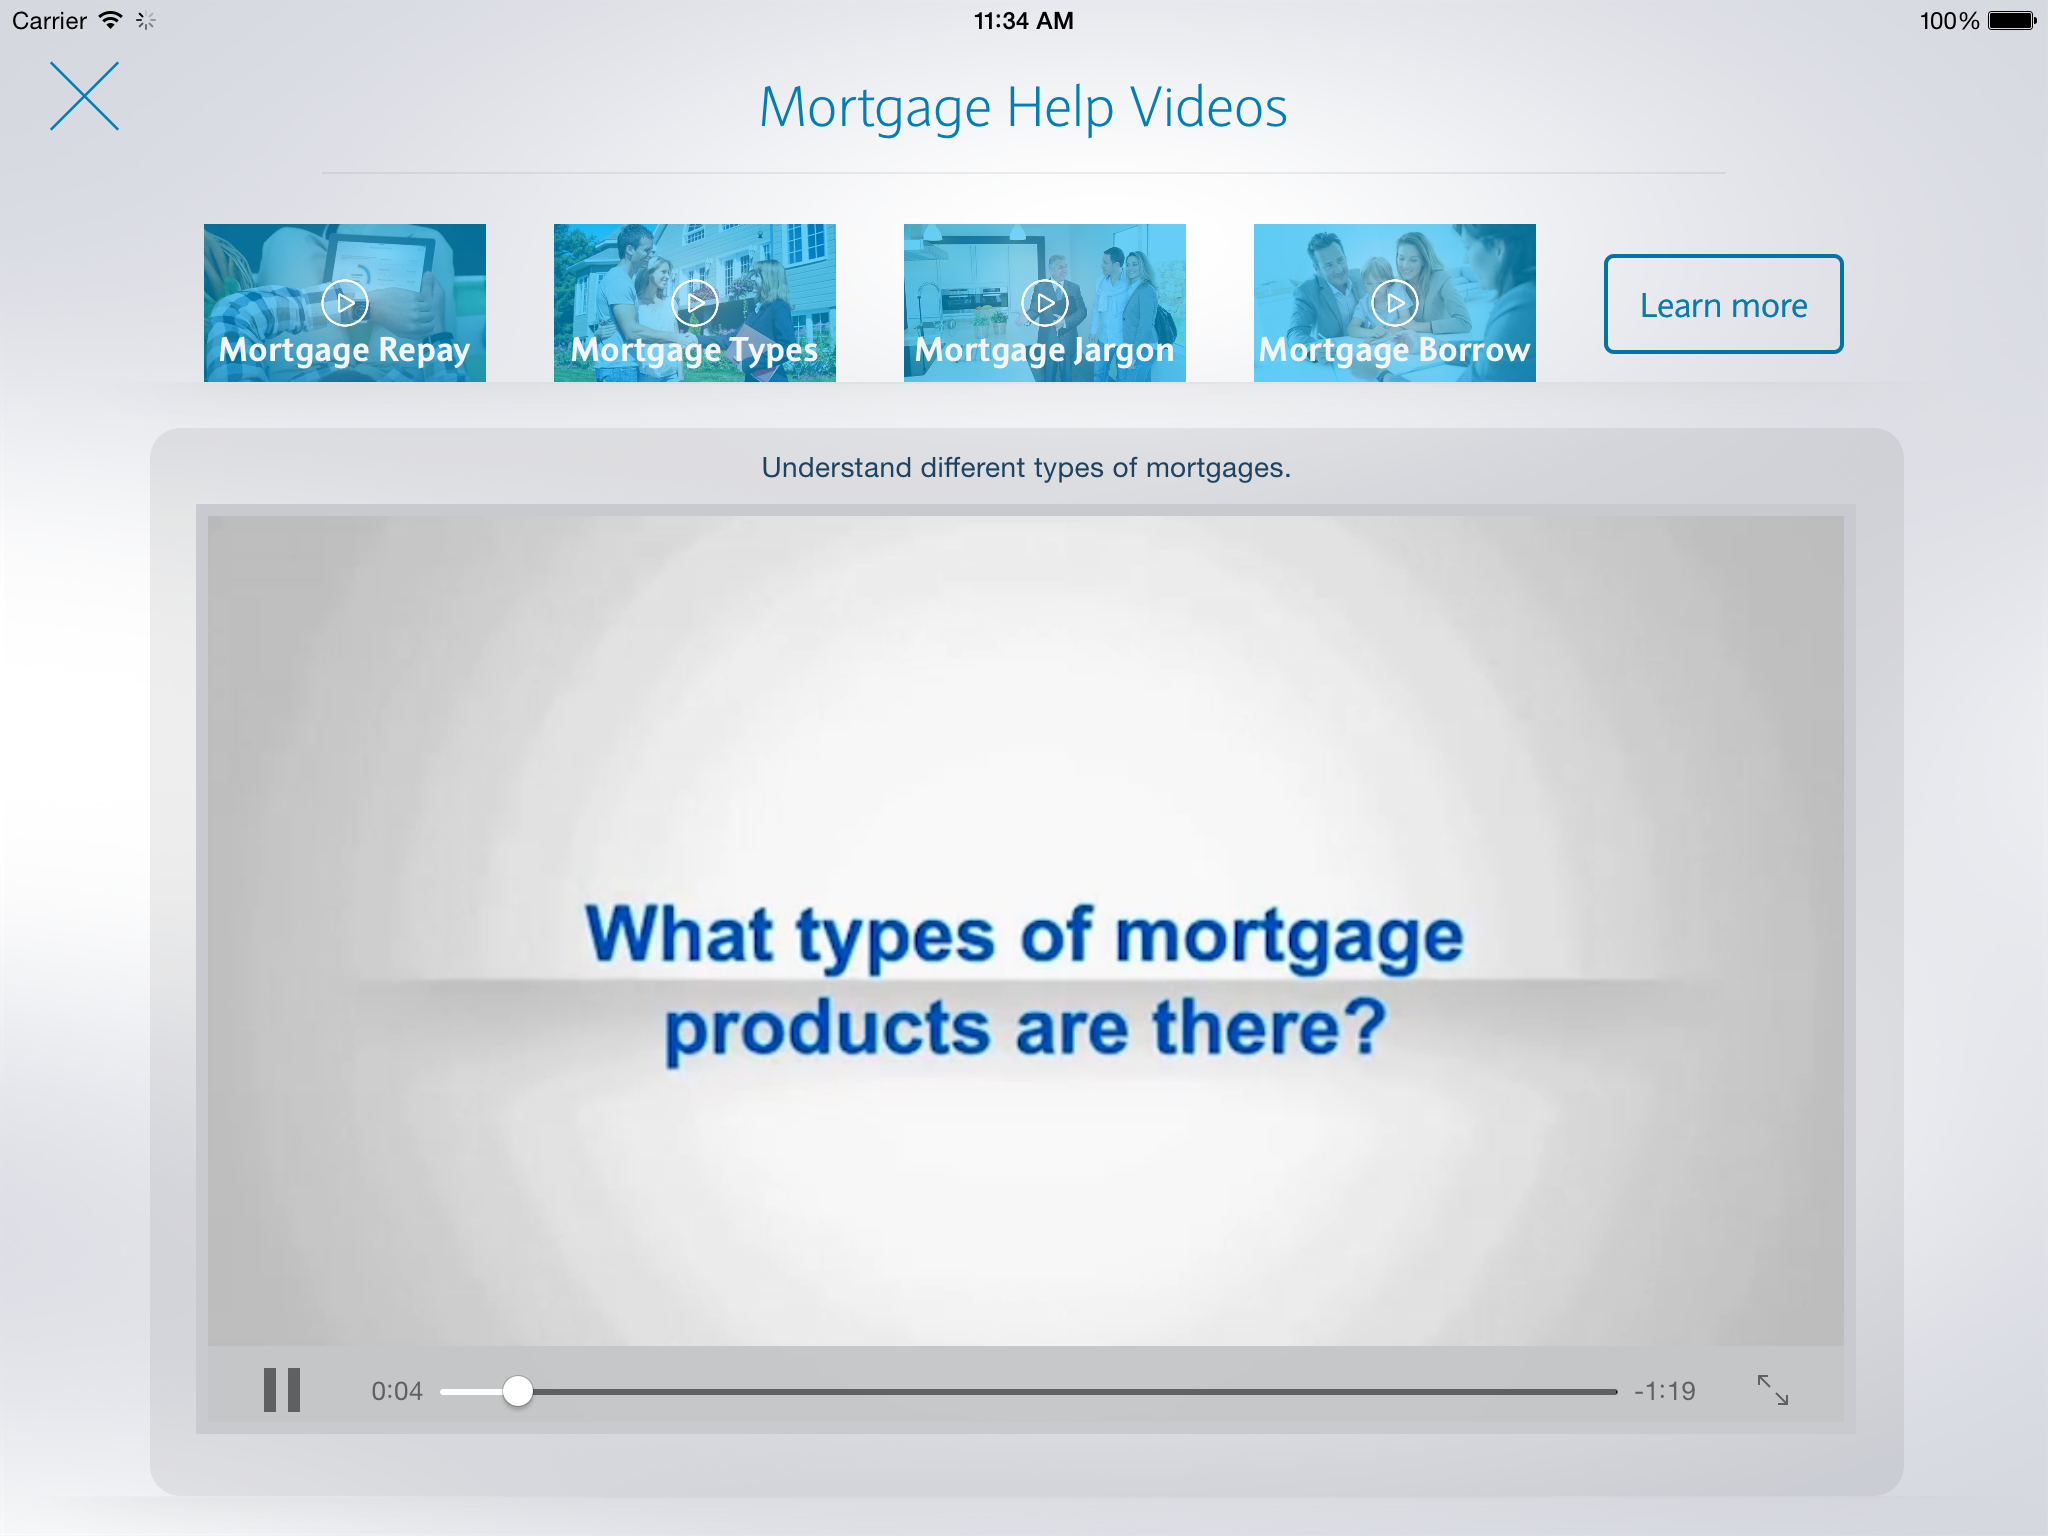 Carrier
11:34 AM
100%
Mortgage Help Videos
Mortgage Repay
Mortgage Types
Mortgage Jargon
Mortgage Borrow
Learn more
Understand different types of mortgages.
What types of mortgage
products are there?
0:04
-1:19